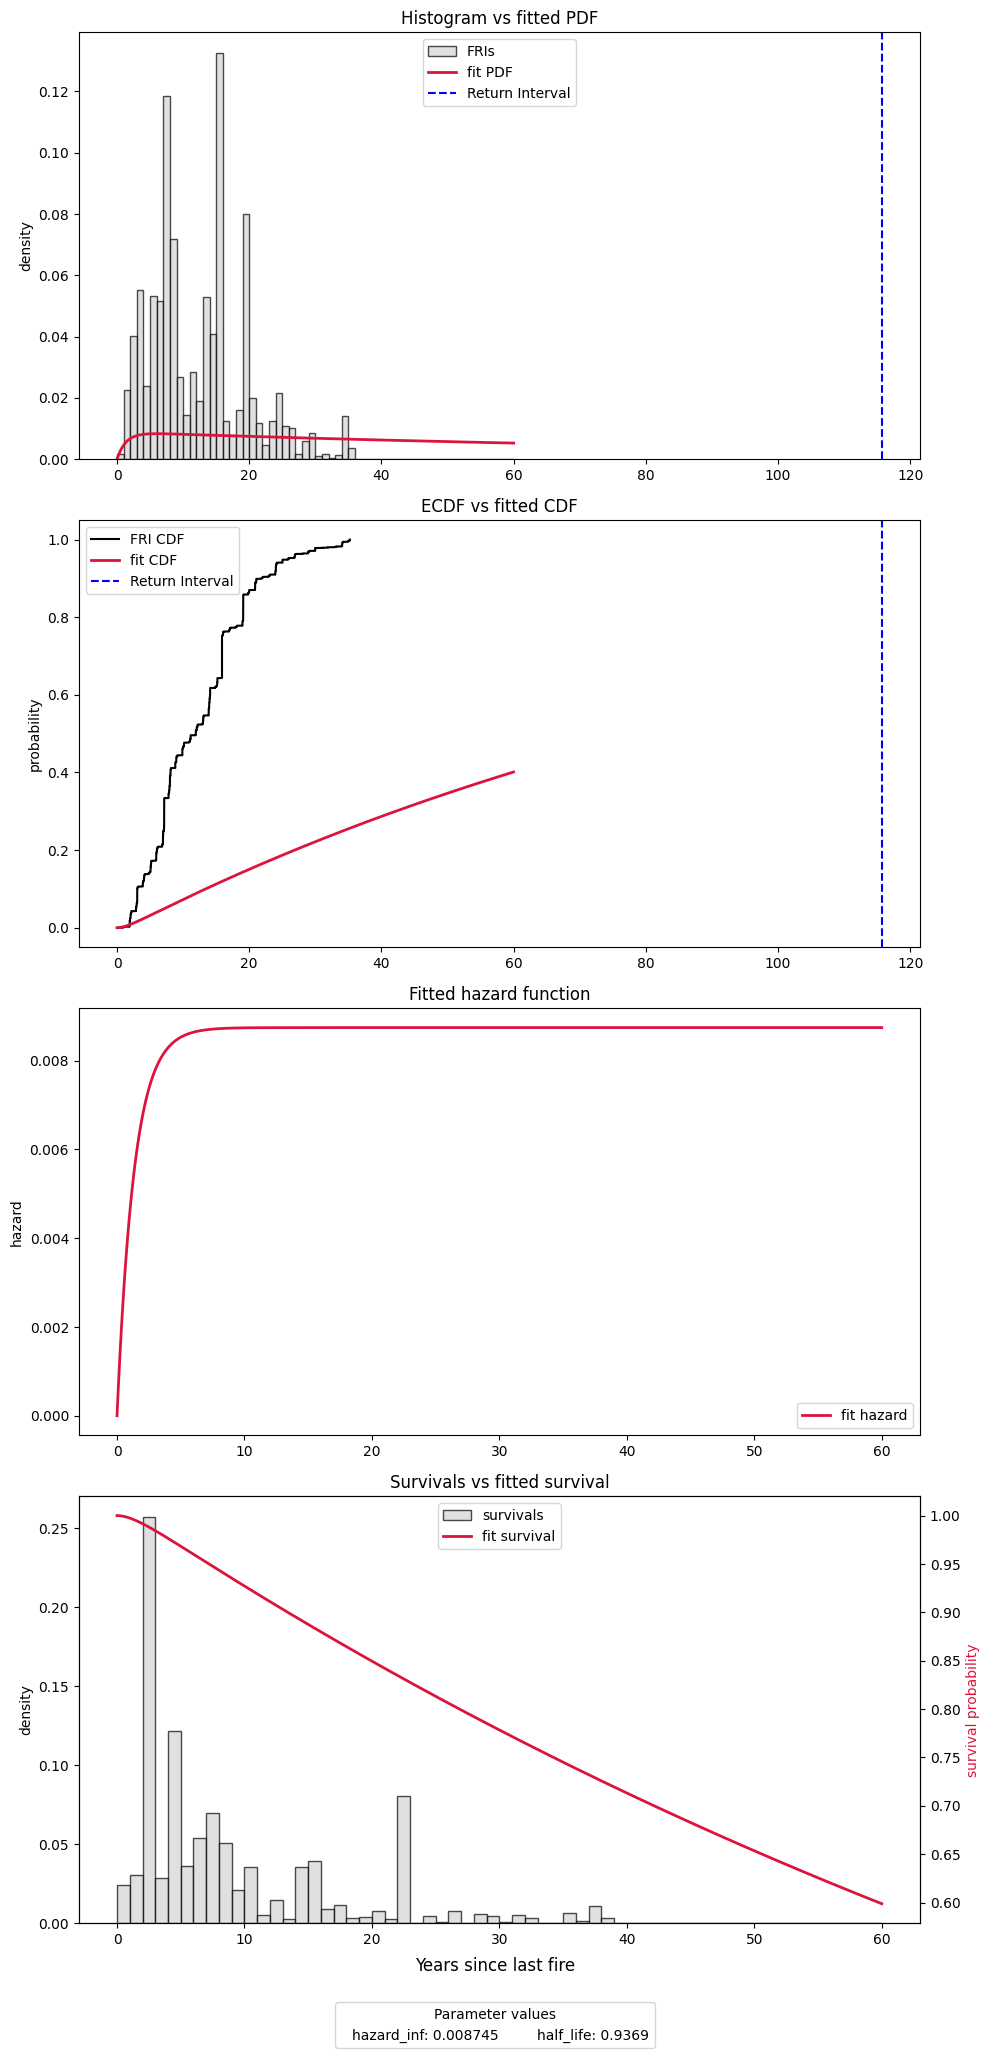 Histogram vs fitted PDF
FRIs
fit PDF
Return Interval
density
0.12
0.10
0.08
0.06
0.04
0.02
0.00
0 20 40 60 80 100 120
ECDF vs fitted CDF
FRI CDF
fit CDF
Return Interval
probability
1.0
0.8
0.6
0.4
0.2
0.0
0 20 40 60 80 100 120
Fitted hazard function
hazard
0.008
0.006
0.004
0.002
0.000
fit hazard
0 10 20 30 40 50 60
Survivals vs fitted survival
survivals
fit survival
density
0.25
0.20
0.15
0.10
0.05
0.00
1.00
0.95
0.90
0.85
0.80
0.75
0.70
0.65
0.60
survival probability
0 10 20 30 40 50 60
Years since last fire
Parameter values
hazard_inf: 0.008745 half_life: 0.9369